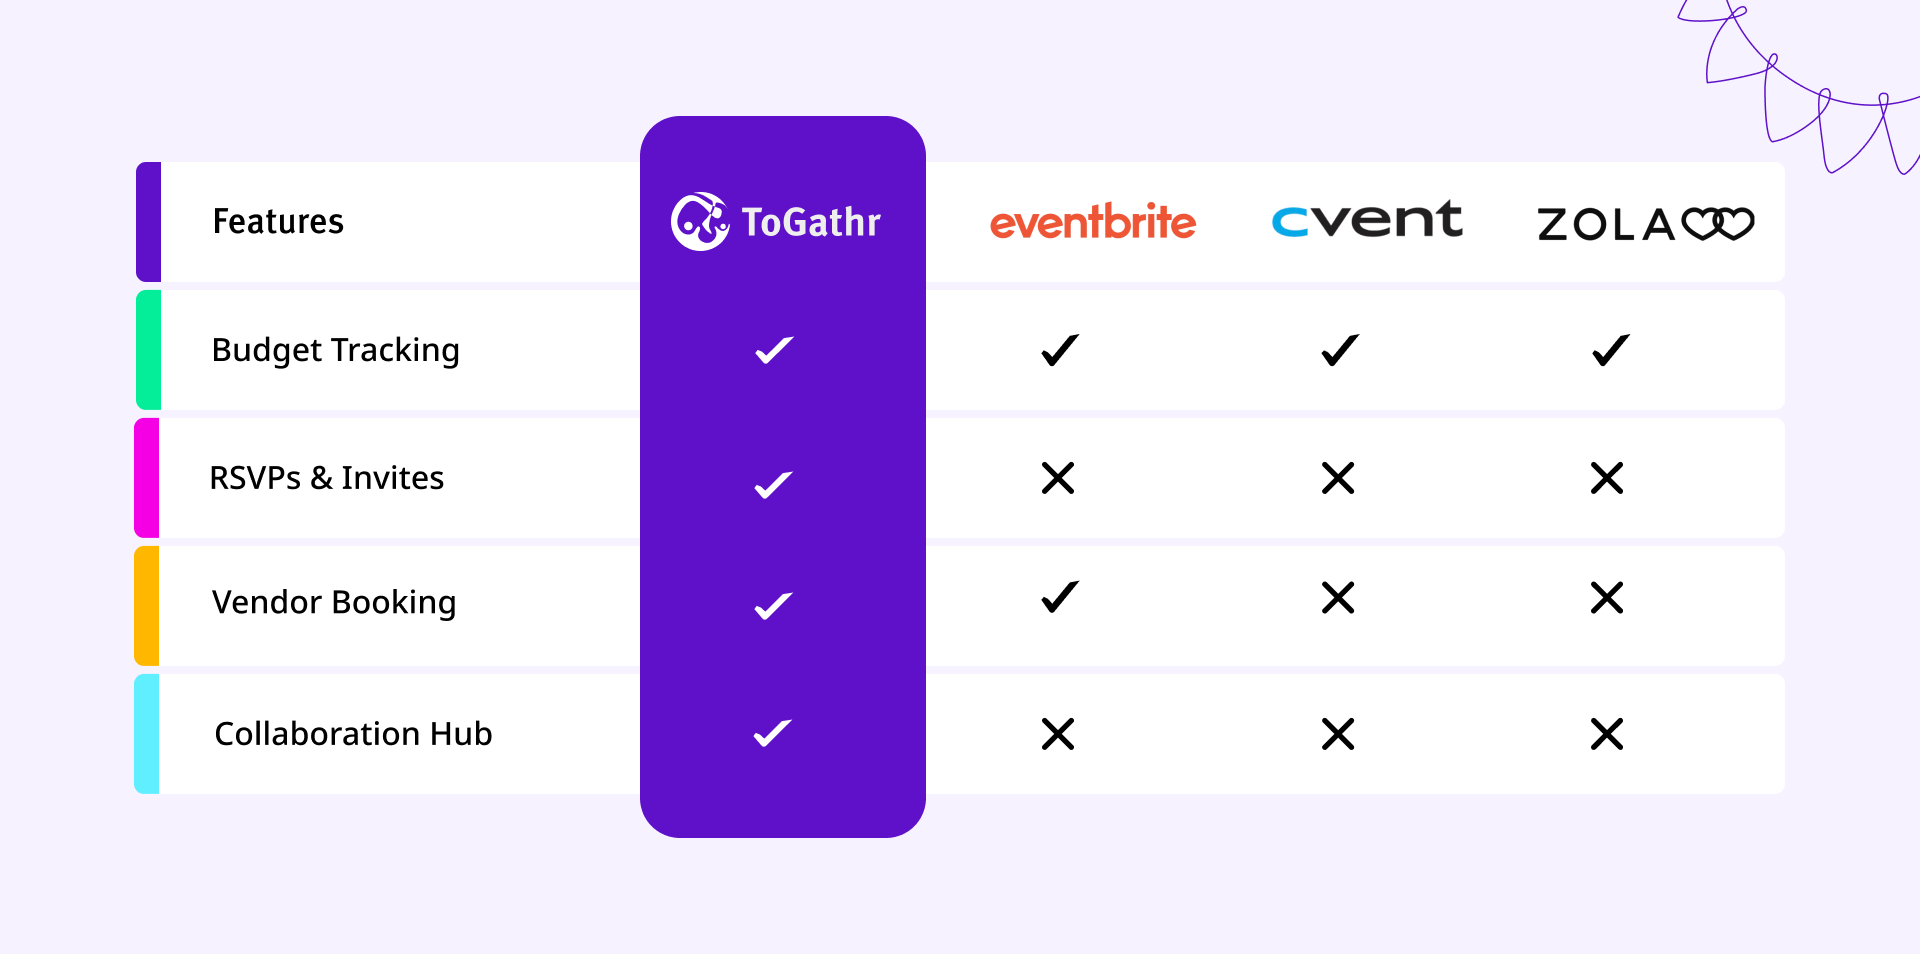 Features ToGathr eventbrite cvent ZOLA
Budget Tracking
RSVPs & Invites
Vendor Booking
Collaboration Hub